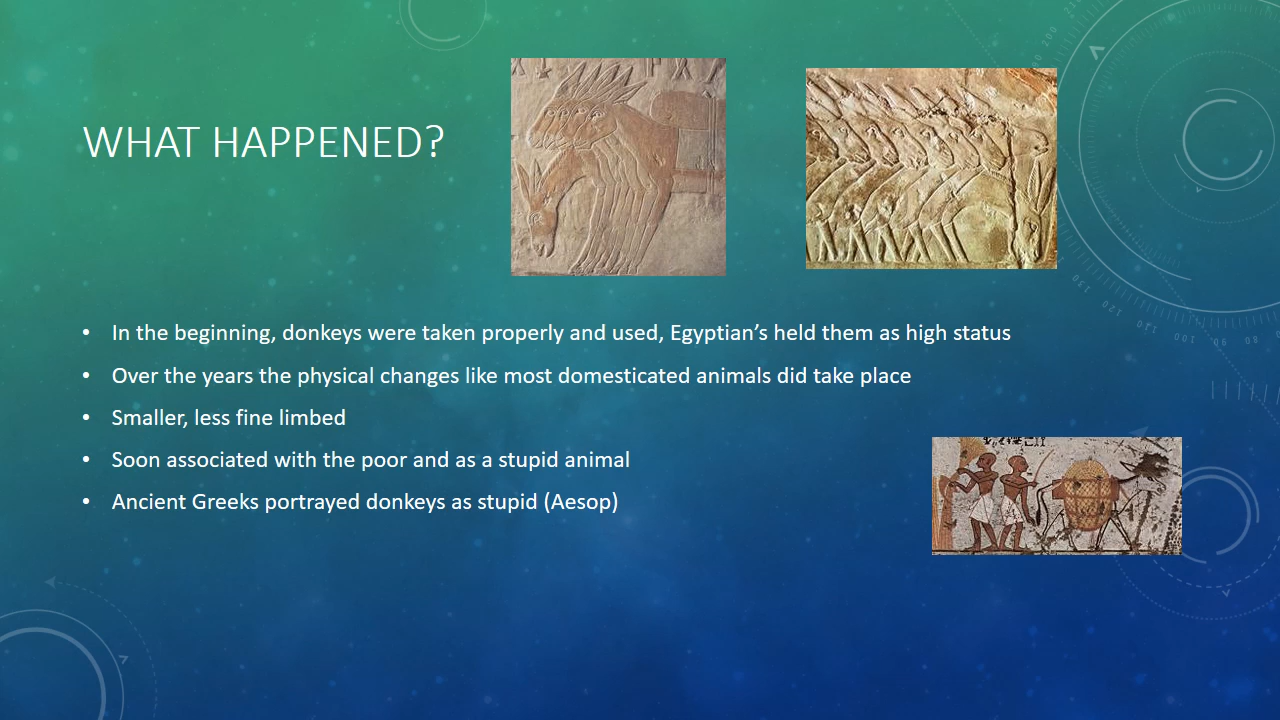 WHAT HAPPENED?
• In the beginning, donkeys were taken properly and used, Egyptian’s held them as high status
• Over the years the physical changes like most domesticated animals did take place
• Smaller, less fine limbed
• Soon associated with the poor and as a stupid animal
• Ancient Greeks portrayed donkeys as stupid (Aesop)